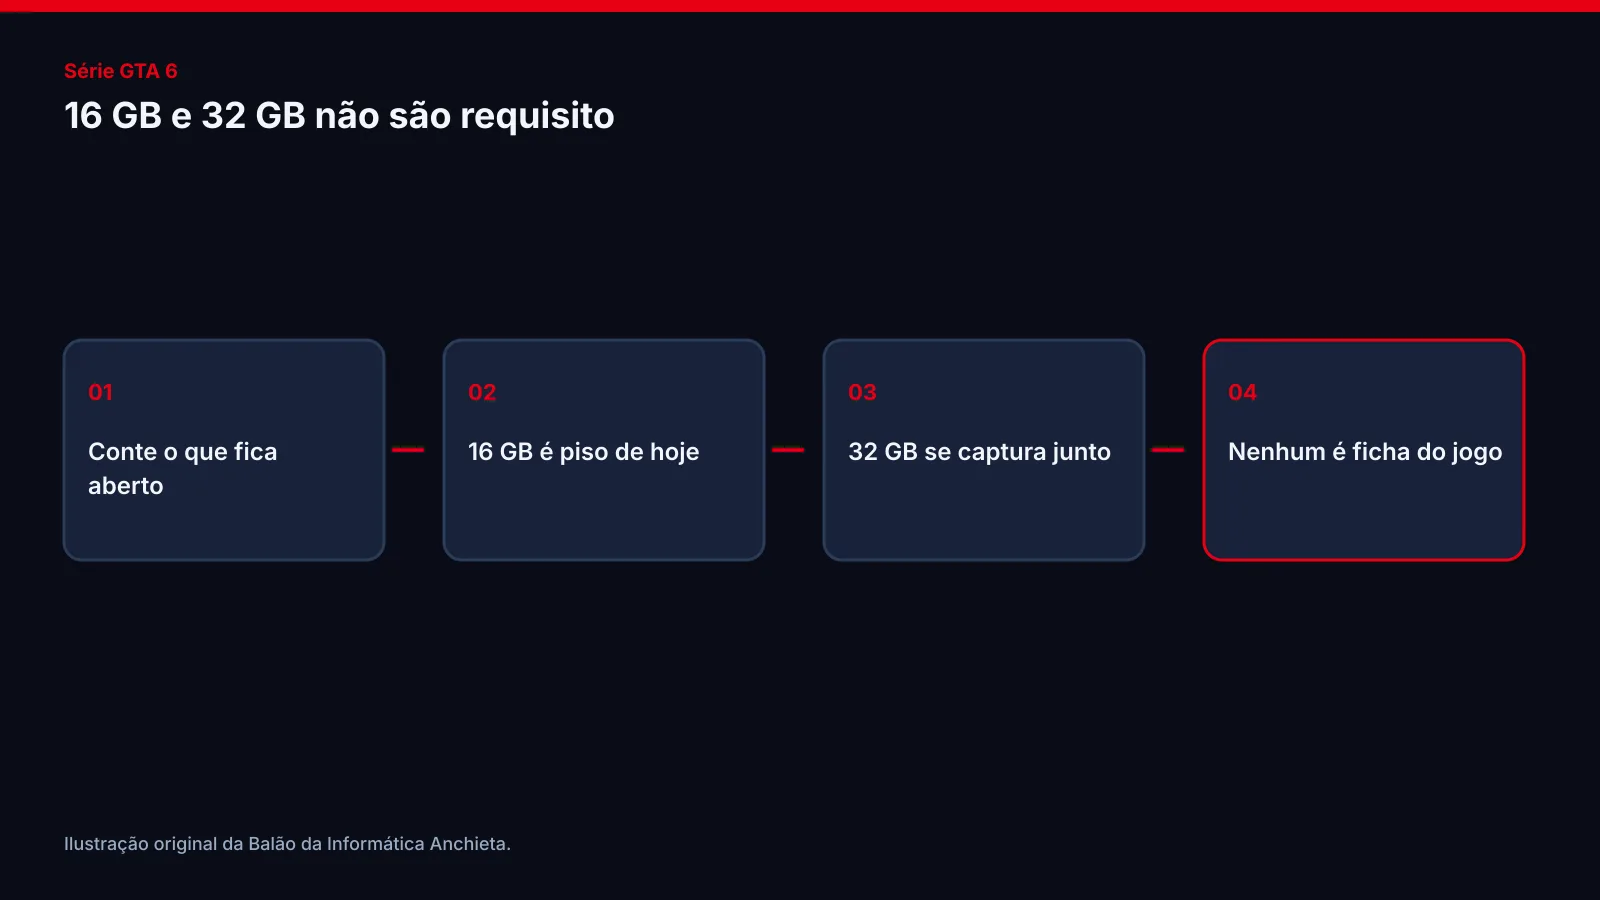 Série GTA 6
16 GB e 32 GB não são requisito
01
Conte o que fica
aberto
02
16 GB é piso de hoje
03
32 GB se captura junto
04
Nenhum é ficha do jogo
Ilustração original da Balão da Informática Anchieta.